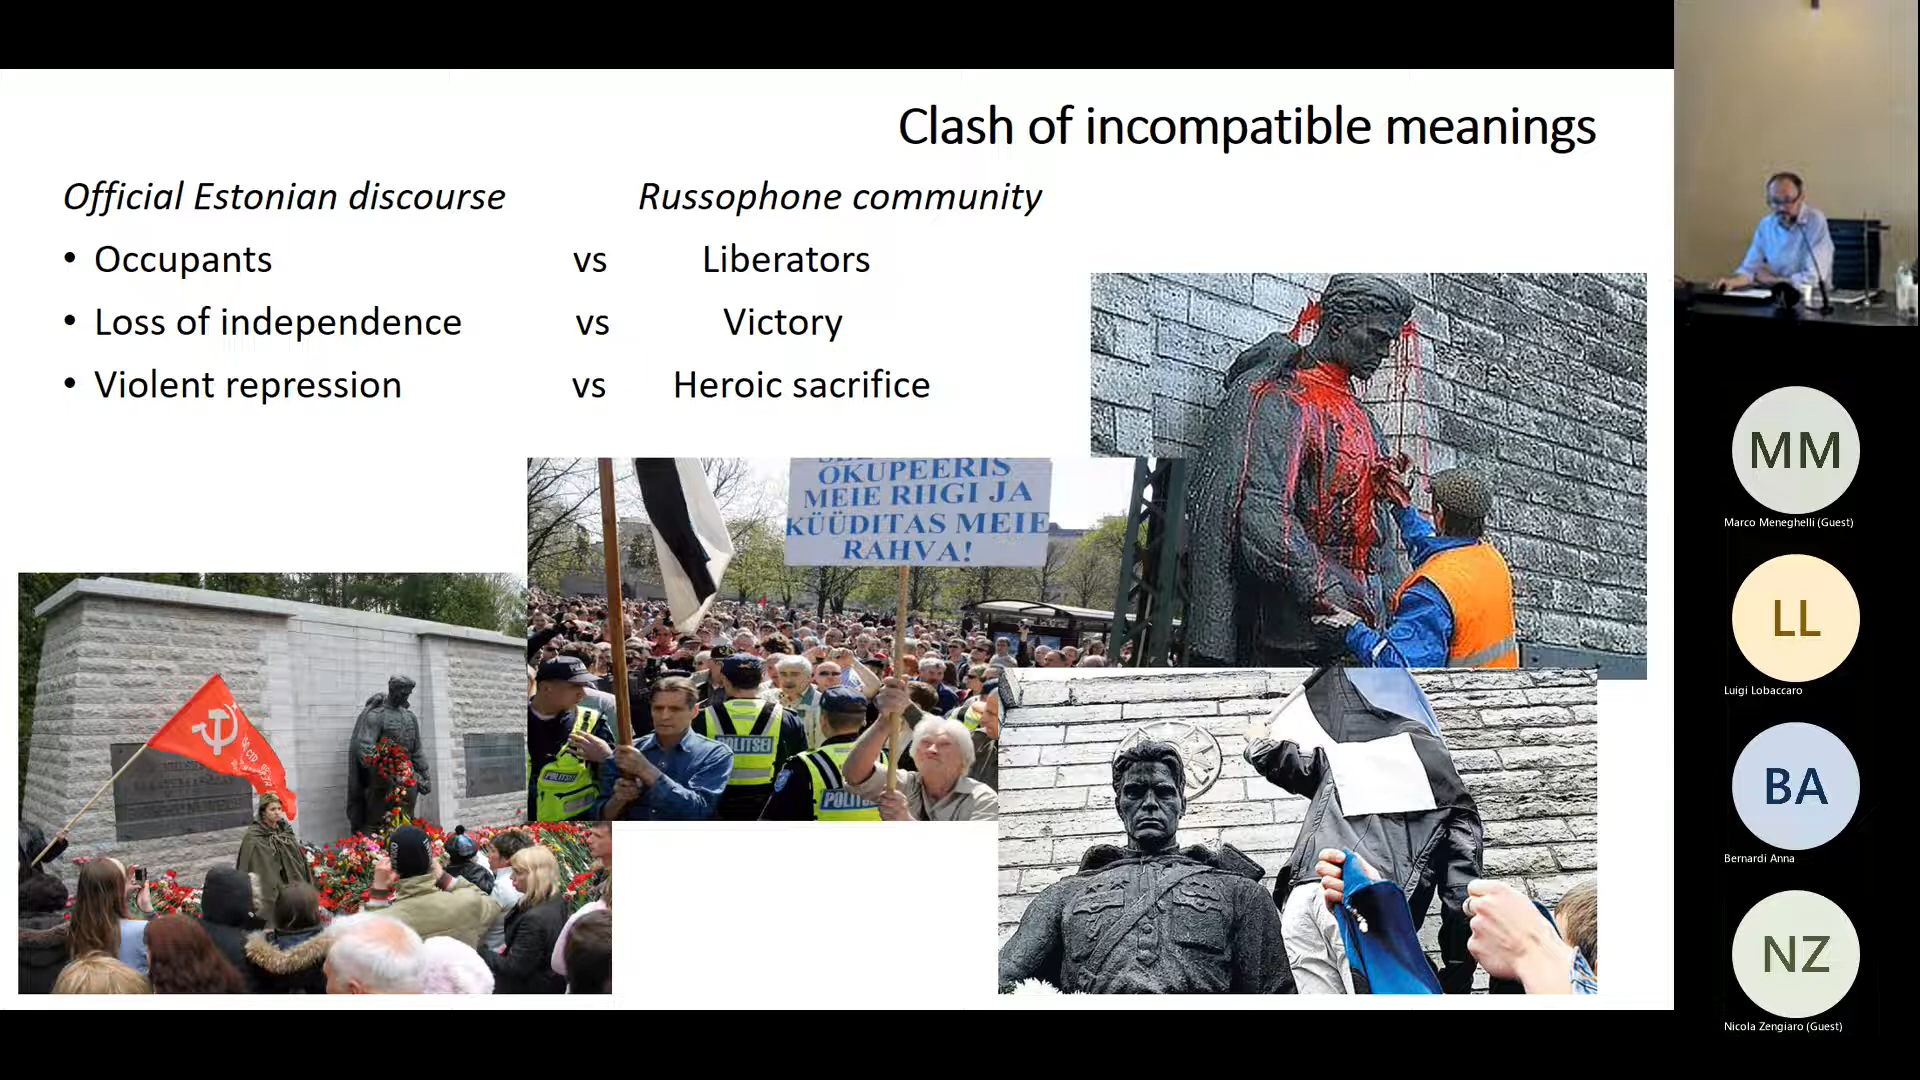 Clash of incompatible meanings
Official Estonian discourse Russophone community
• Occupants vs Liberators
• Loss of independence vs Victory
• Violent repression vs Heroic sacrifice
OKUPEERIS
MEIE RIIGI JA
KÜÜDITAS MEIE
RAHVA!
POLITSEI
MM
Marco Meneghelli (Guest)
LL
Luigi Lobaccaro
BA
Bernardi Anna
NZ
Nicola Zengiaro (Guest)